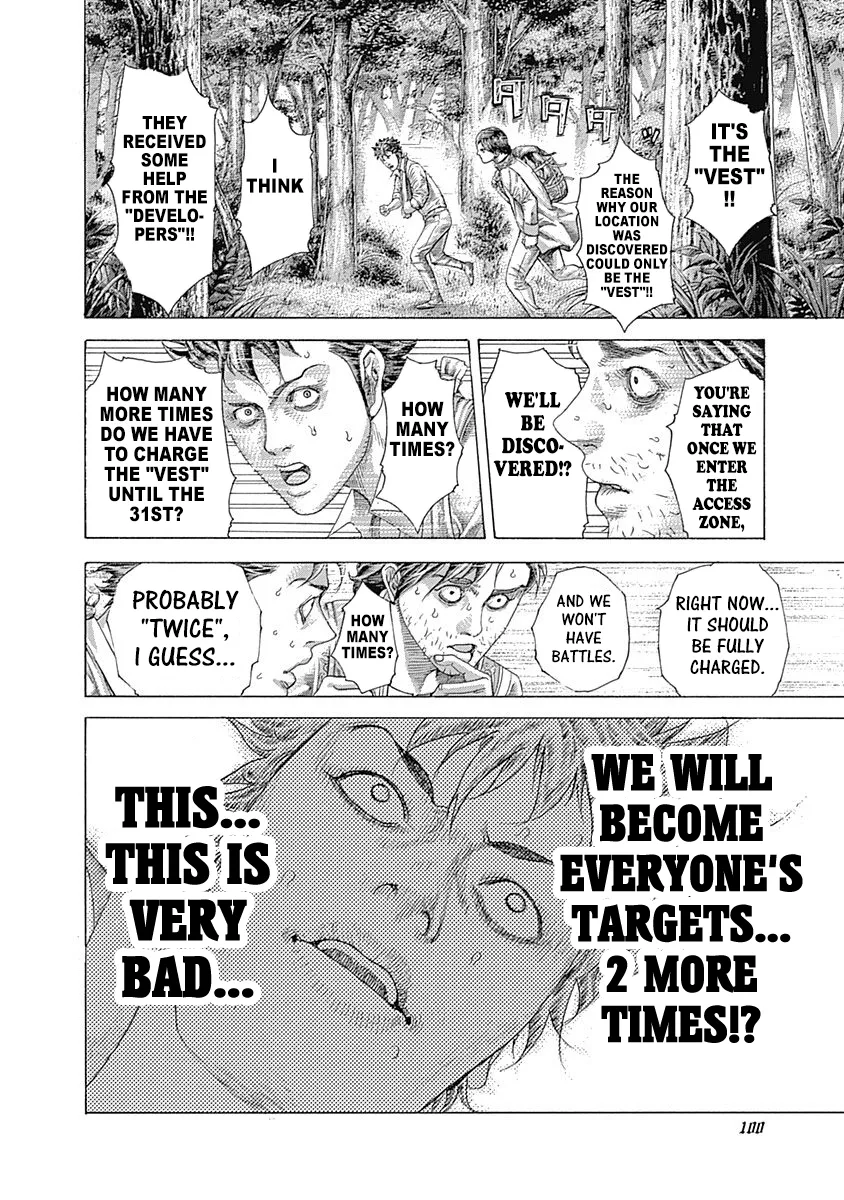 IT'S
THE
"VEST"
!!
THE
REASON
WHY OUR
LOCATION
WAS
DISCOVERED
COULD ONLY
BE THE
"VEST"!!
タ
タ
タ
I
THINK
THEY
RECEIVED
SOME
HELP
FROM THE
"DEVELO-
PERS"!!
YOU'RE
SAYING
THAT
ONCE WE
ENTER
THE
ACCESS
ZONE,
WE'LL
BE
DISCO-
VERED!?
HOW
MANY
TIMES?
HOW MANY
MORE TIMES
DO WE HAVE
TO CHARGE
THE "VEST"
UNTIL THE
31ST?
RIGHT NOW...
IT SHOULD
BE FULLY
CHARGED.
AND WE
WON'T
HAVE
BATTLES.
HOW
MANY
TIMES?
PROBABLY
"TWICE",
I GUESS...
WE WILL
BECOME
EVERYONE'S
TARGETS...
2 MORE
TIMES!?
THIS...
THIS IS
VERY
BAD...
100